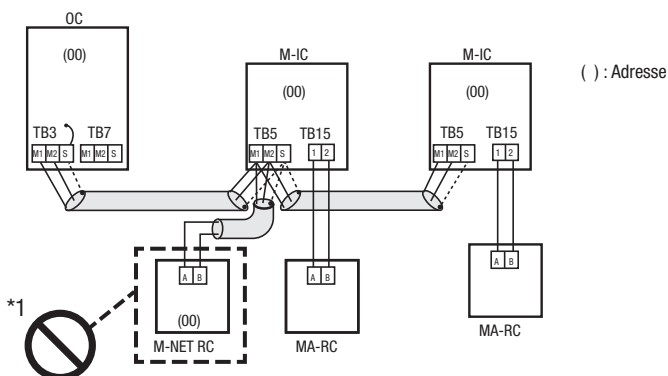 OC
(00)
TB3 TB7
M1 M2 S M1 M2 S
M-IC
(00)
TB5 TB15
M1 M2 S 1 2
M-IC
(00)
TB5 TB15
M1 M2 S 1 2
( ) : Adresse
*1
A B
(00)
M-NET RC
A B
MA-RC
A B
MA-RC